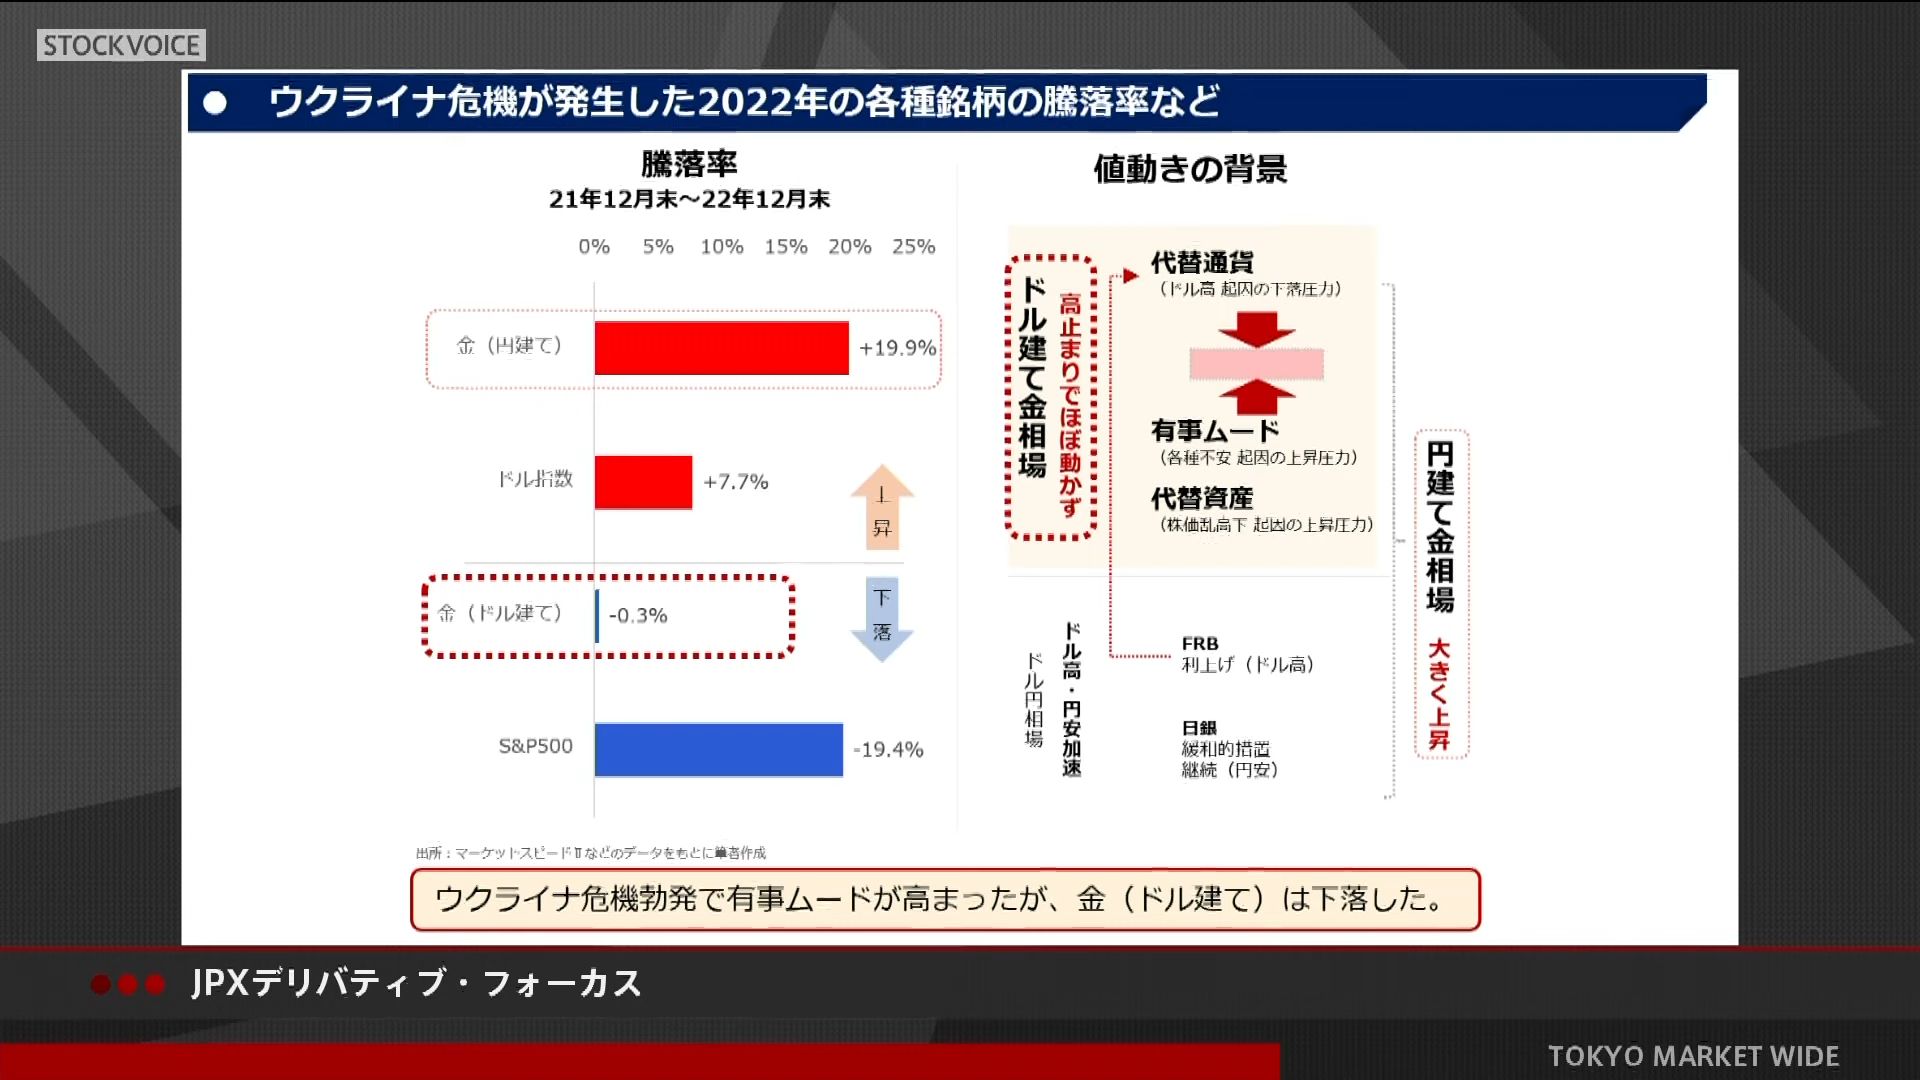 STOCKVOICE
ウクライナ危機が発生した2022年の各種銘柄の騰落率など
騰落率
21年12月末～22年12月末
0% 5% 10% 15% 20% 25%
金（円建て）
+19.9%
ドル指数
+7.7%
上昇
金（ドル建て）
-0.3%
下落
S&P500
-19.4%
出所：マーケットスピードⅡなどのデータをもとに筆者作成
値動きの背景
ドル建て金相場
高止まりでほぼ動かず
代替通貨
（ドル高 起因の下落圧力）
有事ムード
（各種不安 起因の上昇圧力）
代替資産
（株価乱高下 起因の上昇圧力）
ドル円相場
ドル高・円安加速
FRB
利上げ（ドル高）
日銀
緩和的措置
継続（円安）
円建て金相場 大きく上昇
ウクライナ危機勃発で有事ムードが高まったが、金（ドル建て）は下落した。
JPXデリバティブ・フォーカス
TOKYO MARKET WIDE